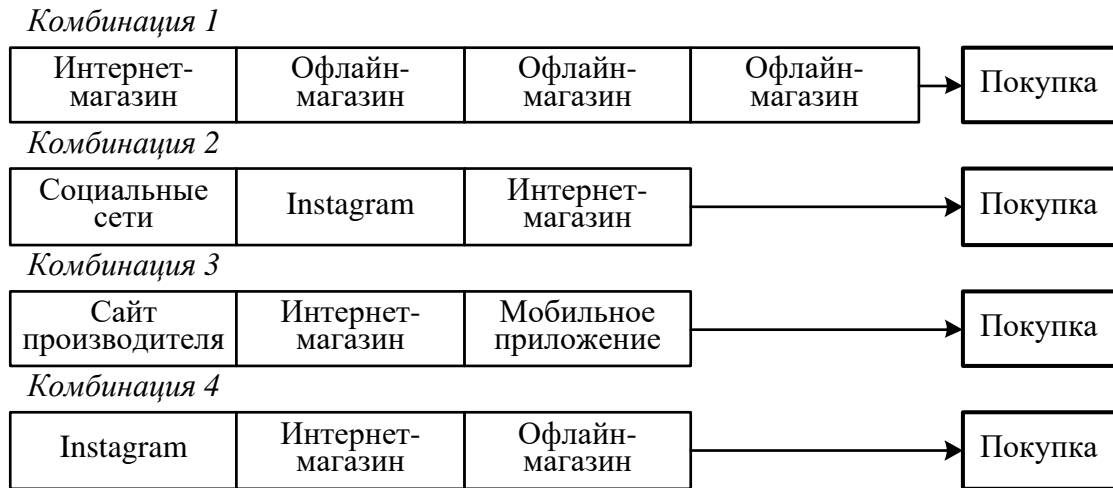 Комбинация 1
Интернет- Офлайн- Офлайн- Офлайн-
магазин магазин магазин магазин
Покупка
Комбинация 2
Социальные Интернет-
сети Instagram магазин
Покупка
Комбинация 3
Сайт Интернет- Мобильное
производителя магазин приложение
Покупка
Комбинация 4
Instagram Интернет- Офлайн-
магазин магазин
Покупка